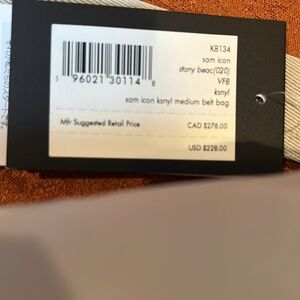 KB134
sam icon
stony beac(020)
VFB
ksnyl
sam icon ksnyl medium belt bag
1 96021 30114 8
Mfr Suggested Retail Price
CAD $278.00
USD $228.00